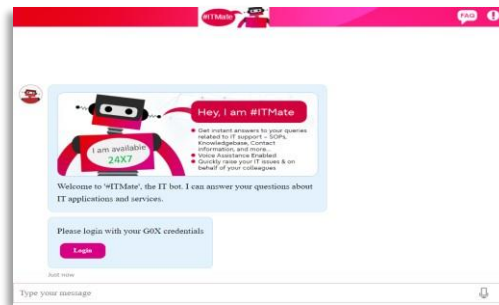 #ITMate
FAQ
Hey, I am #ITMate
I am available
24X7
Get instant answers to your queries
related to IT support – SOPs,
Knowledgebase, Contact
information, and more...
Voice Assistance Enabled
Quickly raise your IT issues & on
behalf of your colleagues
Welcome to '#ITMate', the IT bot. I can answer your questions about
IT applications and services.
Please login with your G0X credentials
Login
Just now
Type your message